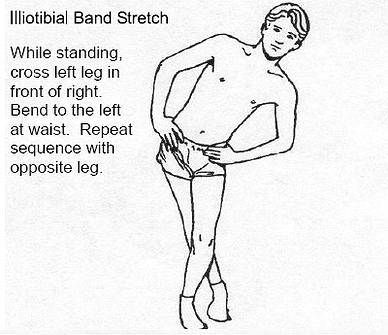 Illiotibial Band Stretch
While standing,
cross left leg in
front of right.
Bend to the left
at waist.  Repeat
sequence with
opposite leg.